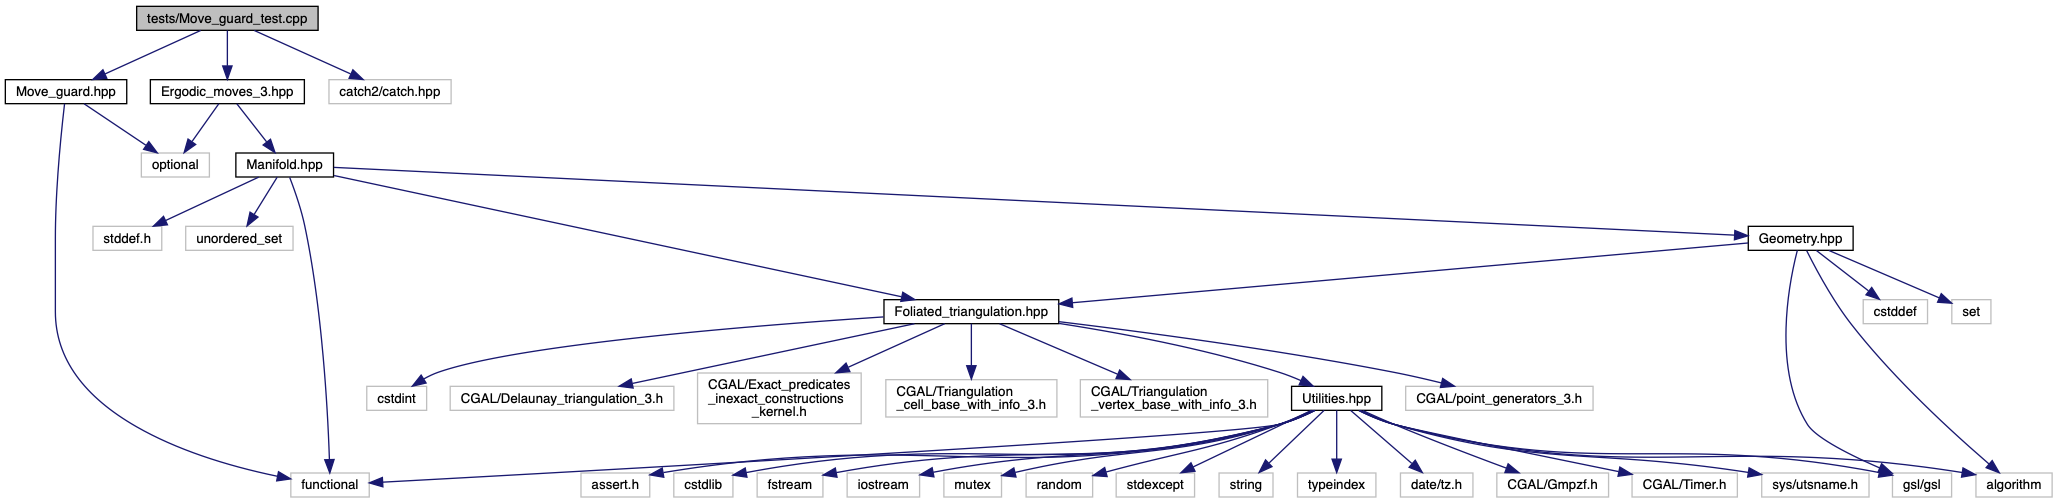 tests/Move_guard_test.cpp
Move_guard.hpp
Ergodic_moves_3.hpp
catch2/catch.hpp
optional
Manifold.hpp
stddef.h
unordered_set
Geometry.hpp
Foliated_triangulation.hpp
cstddef
set
cstdint
CGAL/Delaunay_triangulation_3.h
CGAL/Exact_predicates
_inexact_constructions
_kernel.h
CGAL/Triangulation
_cell_base_with_info_3.h
CGAL/Triangulation
_vertex_base_with_info_3.h
Utilities.hpp
CGAL/point_generators_3.h
functional
assert.h
cstdlib
fstream
iostream
mutex
random
stdexcept
string
typeindex
date/tz.h
CGAL/Gmpzf.h
CGAL/Timer.h
sys/utsname.h
gsl/gsl
algorithm